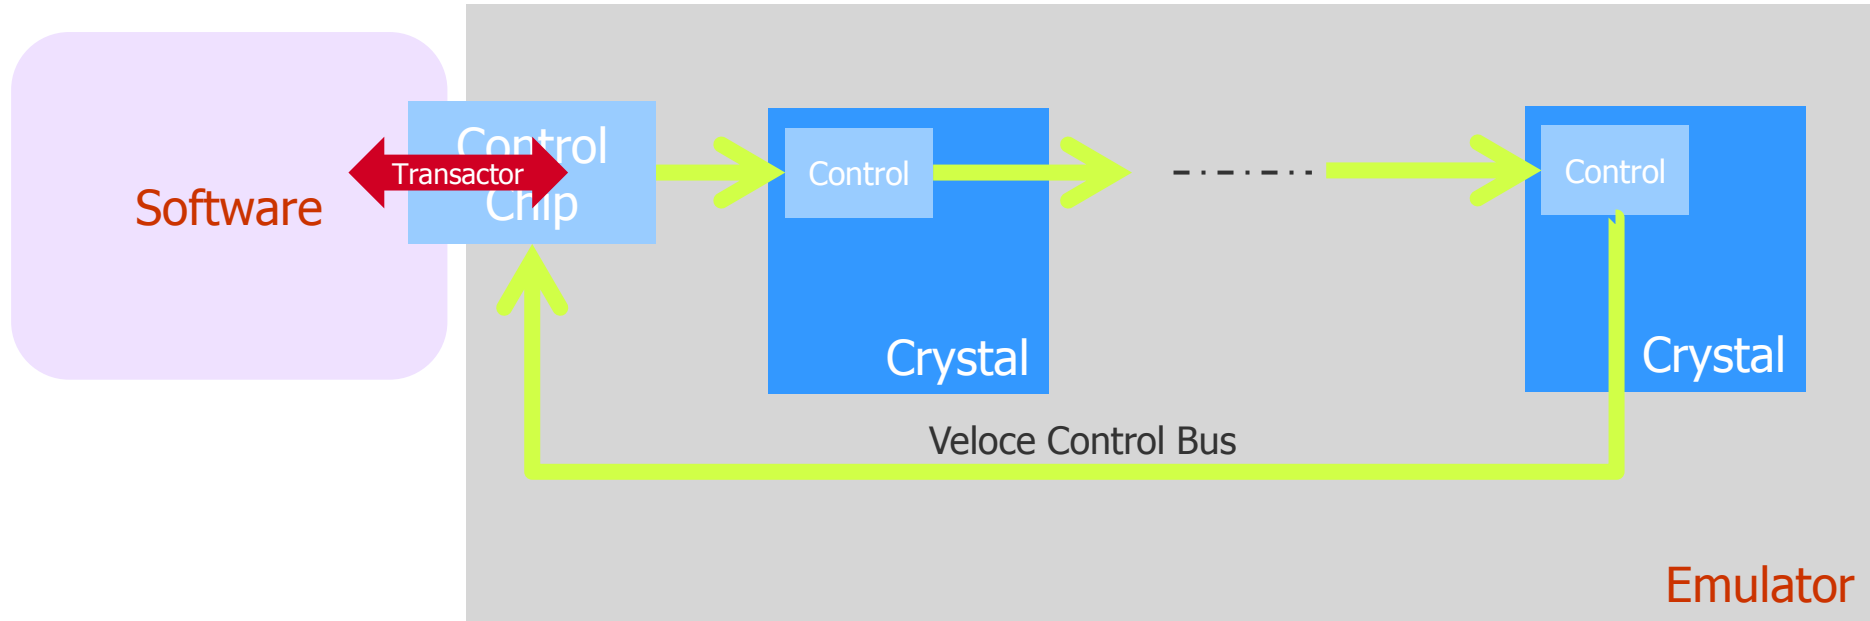 Software
Transactor
Control
Chip
Control
Crystal
Control
Crystal
Veloce Control Bus
Emulator